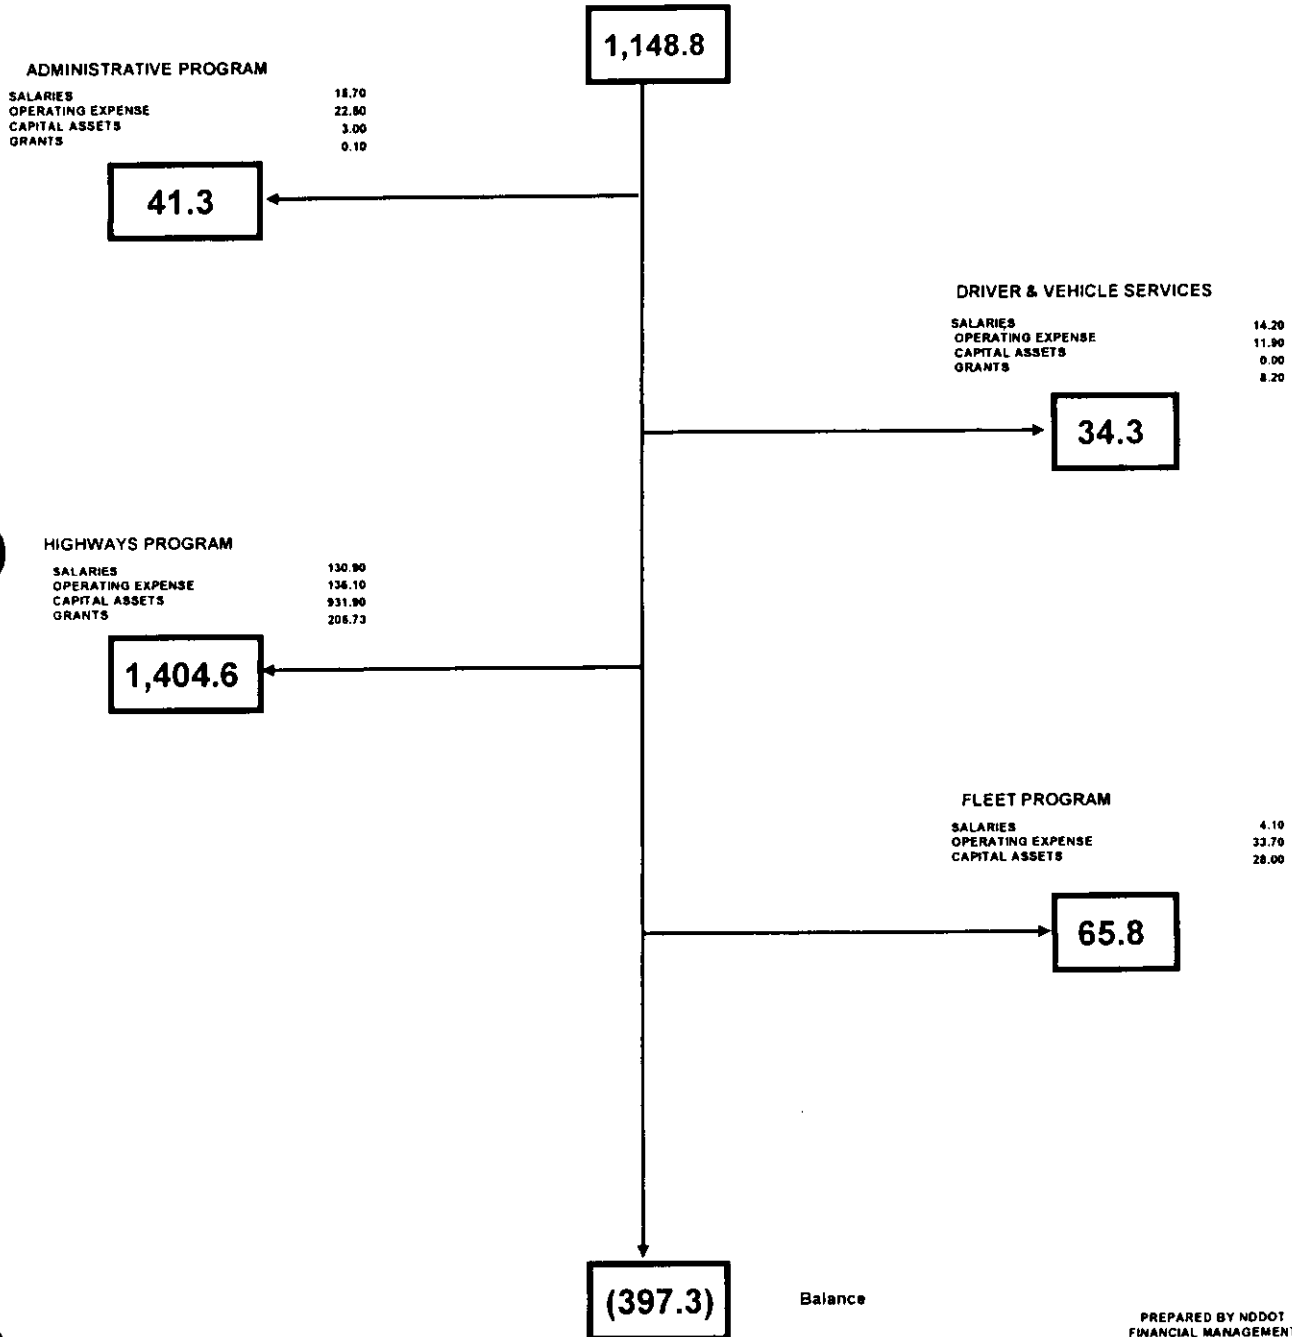 1,148.8
ADMINISTRATIVE PROGRAM
SALARIES 18.70
OPERATING EXPENSE 22.60
CAPITAL ASSETS 3.00
GRANTS 0.10
41.3
DRIVER & VEHICLE SERVICES
SALARIES 14.20
OPERATING EXPENSE 11.90
CAPITAL ASSETS 0.00
GRANTS 8.20
34.3
HIGHWAYS PROGRAM
SALARIES 130.90
OPERATING EXPENSE 136.10
CAPITAL ASSETS 931.90
GRANTS 206.73
1,404.6
FLEET PROGRAM
SALARIES 4.10
OPERATING EXPENSE 33.70
CAPITAL ASSETS 28.00
65.8
(397.3) Balance
PREPARED BY NDDOT
FINANCIAL MANAGEMENT